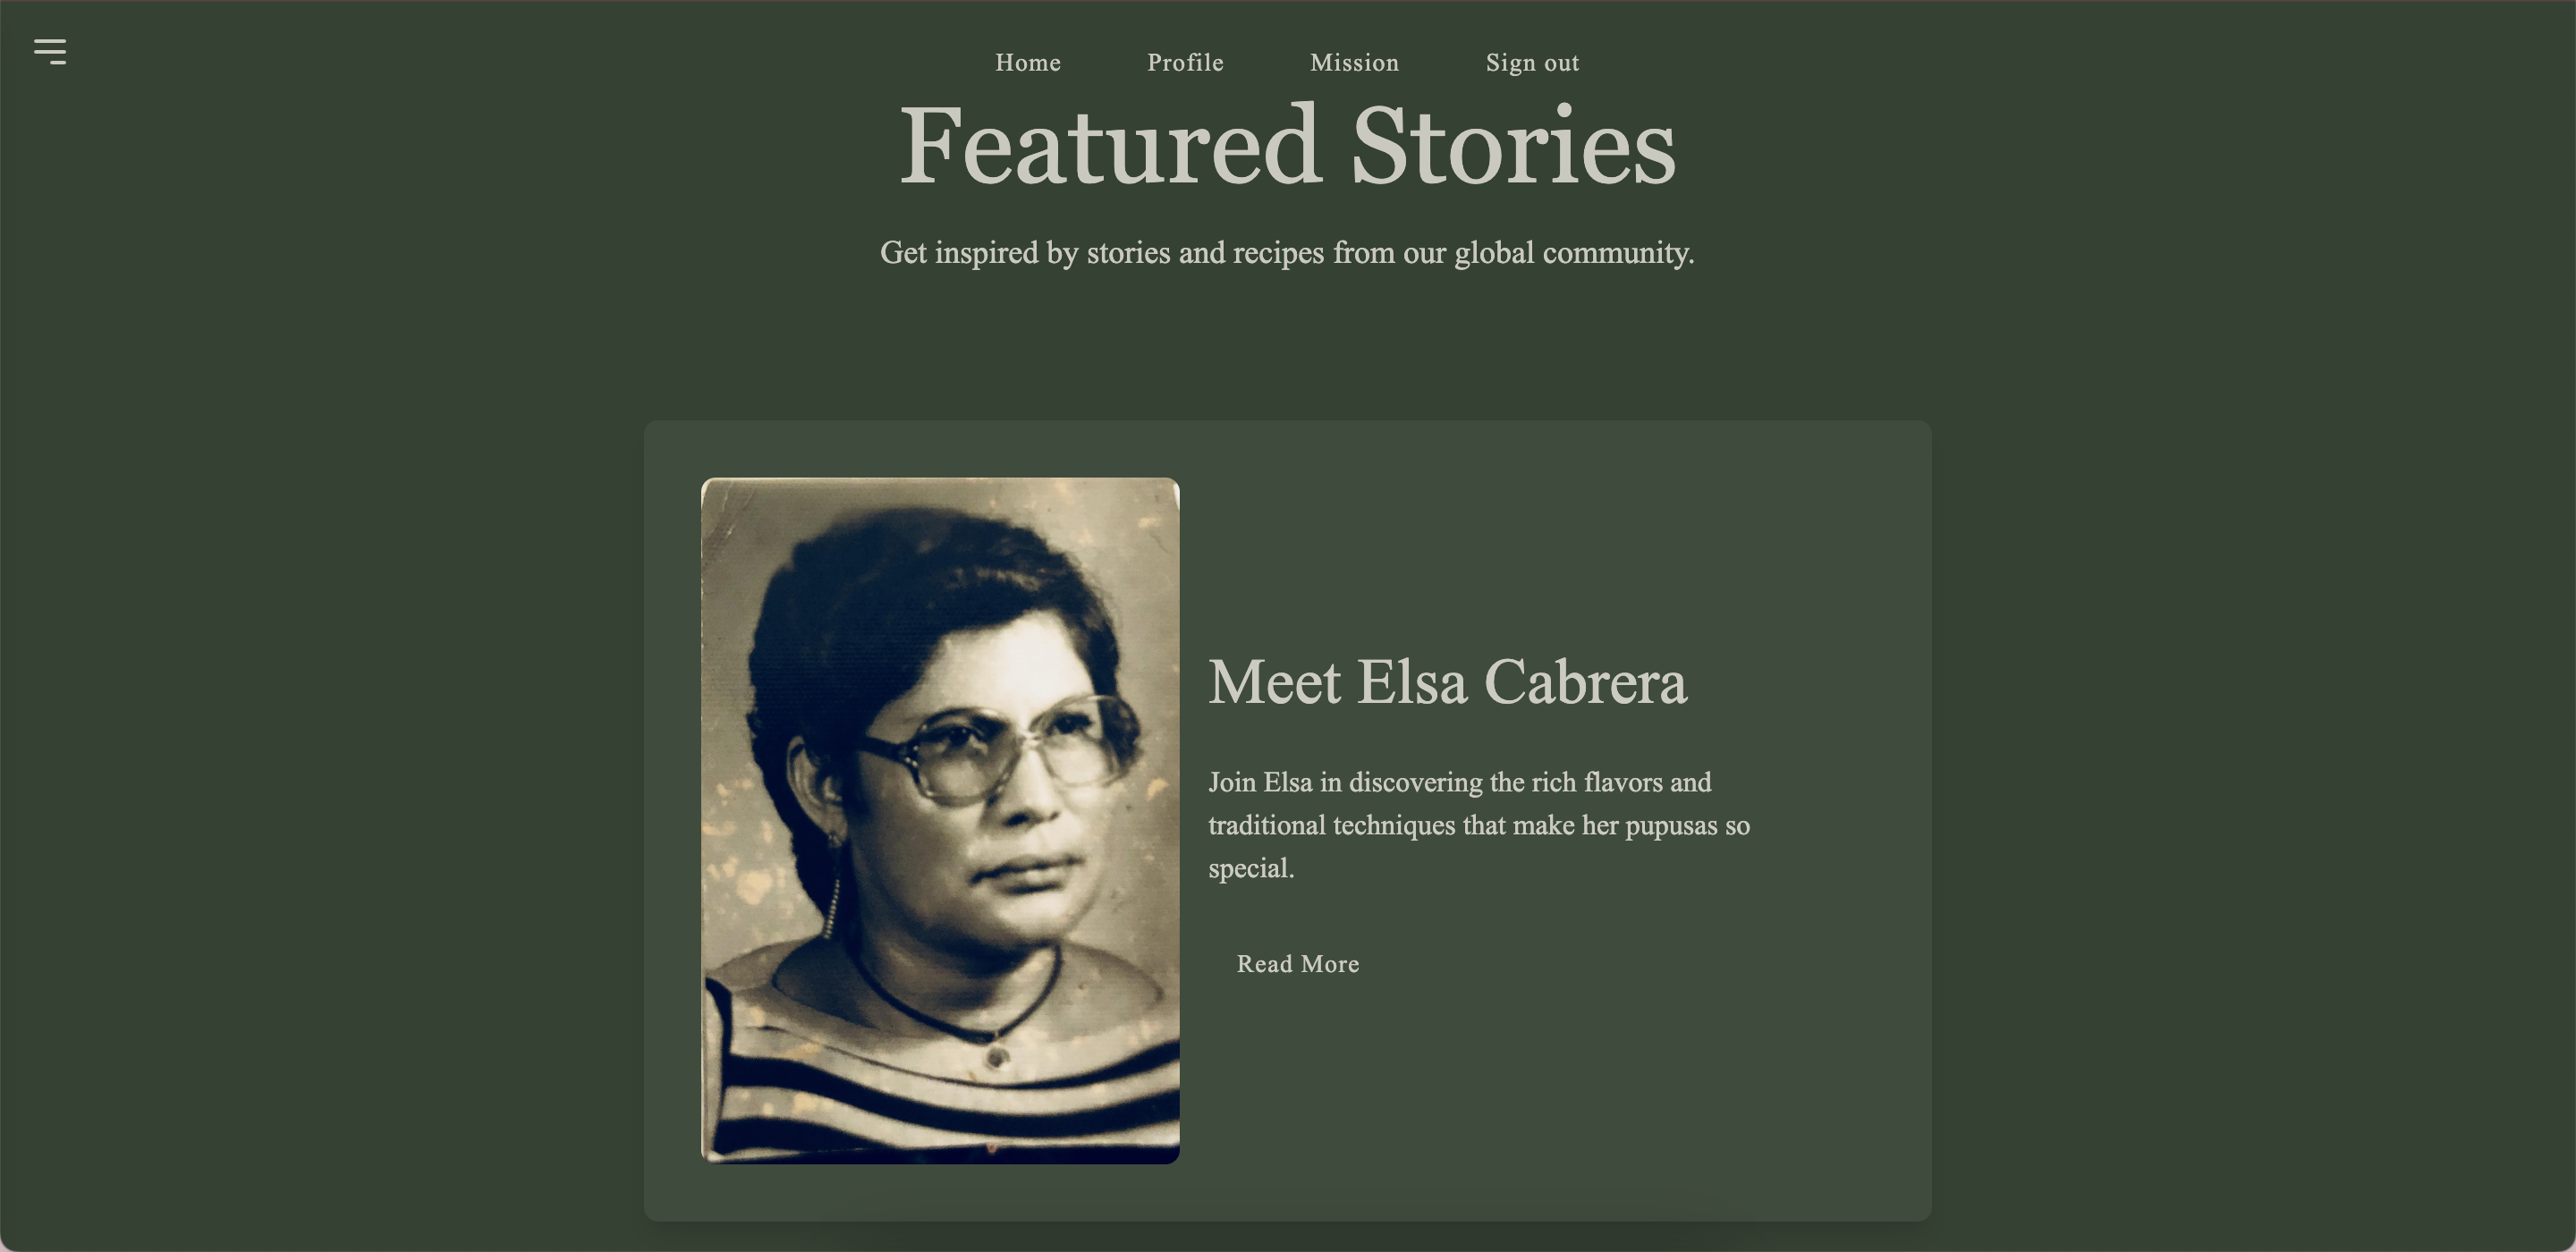 Home Profile Mission Sign out
Featured Stories
Get inspired by stories and recipes from our global community.
Meet Elsa Cabrera
Join Elsa in discovering the rich flavors and
traditional techniques that make her pupusas so
special.
Read More